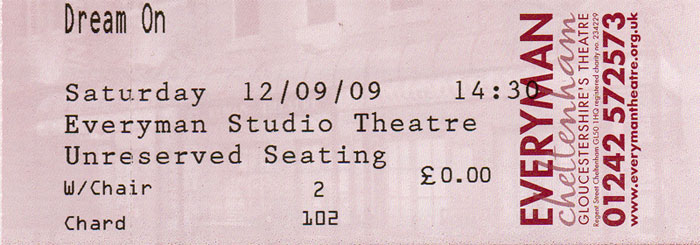 Dream On
Saturday 12/09/09 14:30
Everyman Studio Theatre
Unreserved Seating
£0.00
W/Chair 2
Chard 102
EVERYMAN
cheltenham
GLOUCESTERSHIRE'S THEATRE
Regent Street Cheltenham GL50 1HQ registered charity no. 234229
01242 572573
www.everymantheatre.org.uk